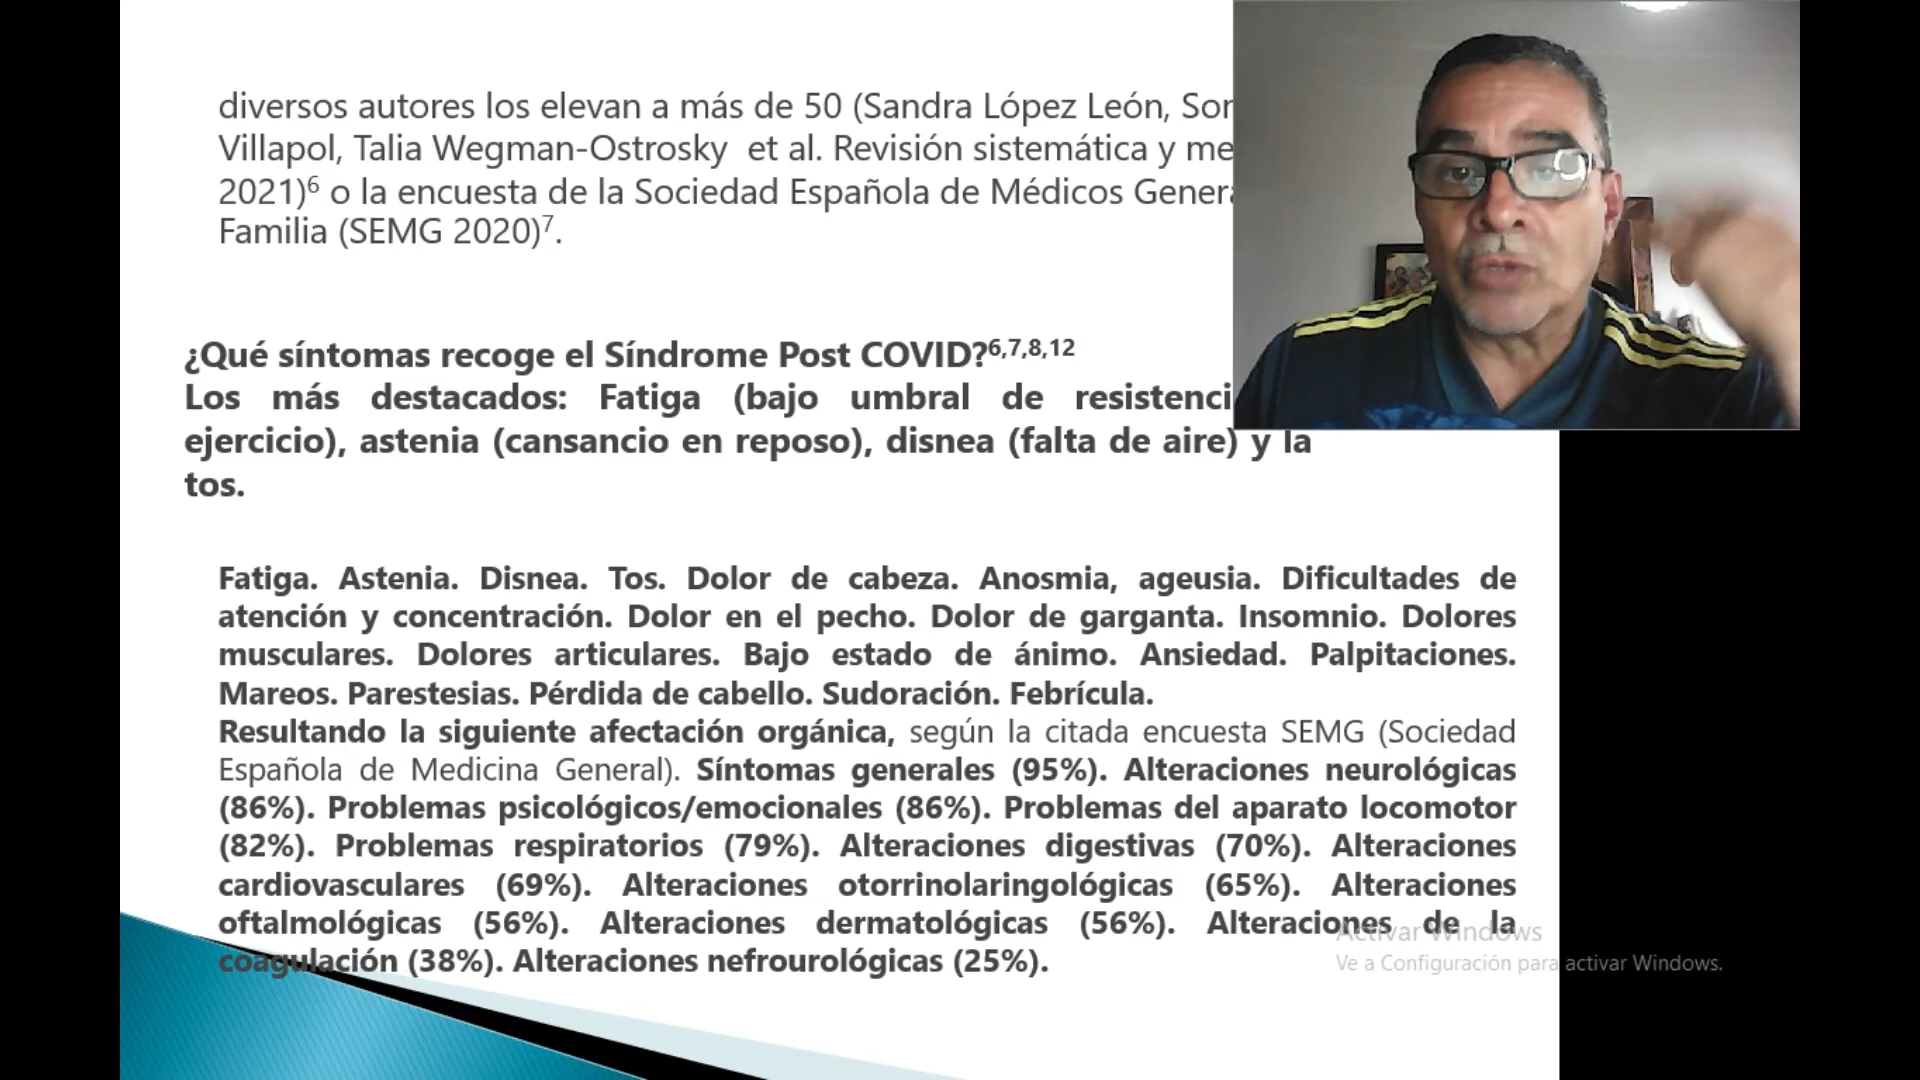 diversos autores los elevan a más de 50 (Sandra López León,
Villapol, Talia Wegman-Ostrosky et al. Revisión sistemática y
2021)⁶ o la encuesta de la Sociedad Española de Médicos
Familia (SEMG 2020)⁷.
¿Qué síntomas recoge el Síndrome Post COVID?⁶,⁷,⁸,¹²
Los más destacados: Fatiga (bajo umbral de
ejercicio), astenia (cansancio en reposo), disnea (falta de aire) y la
tos.
Fatiga. Astenia. Disnea. Tos. Dolor de cabeza. Anosmia, ageusia. Dificultades de
atención y concentración. Dolor en el pecho. Dolor de garganta. Insomnio. Dolores
musculares. Dolores articulares. Bajo estado de ánimo. Ansiedad. Palpitaciones.
Mareos. Parestesias. Pérdida de cabello. Sudoración. Febrícula.
Resultando la siguiente afectación orgánica, según la citada encuesta SEMG (Sociedad
Española de Medicina General). Síntomas generales (95%). Alteraciones neurológicas
(86%). Problemas psicológicos/emocionales (86%). Problemas del aparato locomotor
(82%). Problemas respiratorios (79%). Alteraciones digestivas (70%). Alteraciones
cardiovasculares (69%). Alteraciones otorrinolaringológicas (65%). Alteraciones
oftalmológicas (56%). Alteraciones dermatológicas (56%). Alteraciones de la
coagulación (38%). Alteraciones nefrourológicas (25%).
Activar Windows
Ve a Configuración para activar Windows.